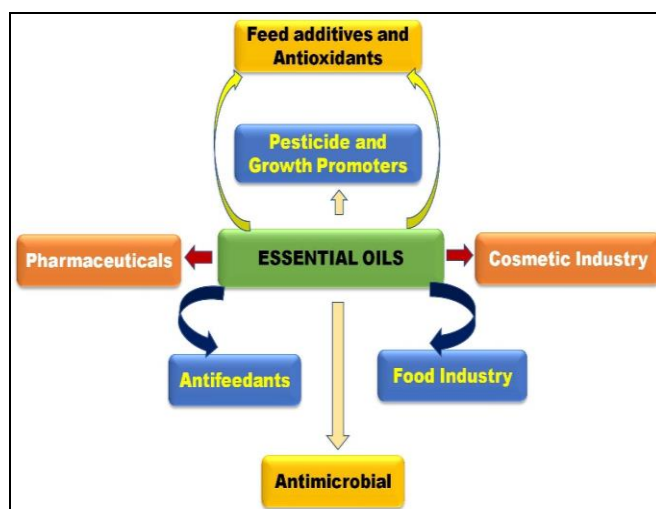 Feed additives and
Antioxidants
Pesticide and
Growth Promoters
Pharmaceuticals
ESSENTIAL OILS
Cosmetic Industry
Antifeedants
Food Industry
Antimicrobial